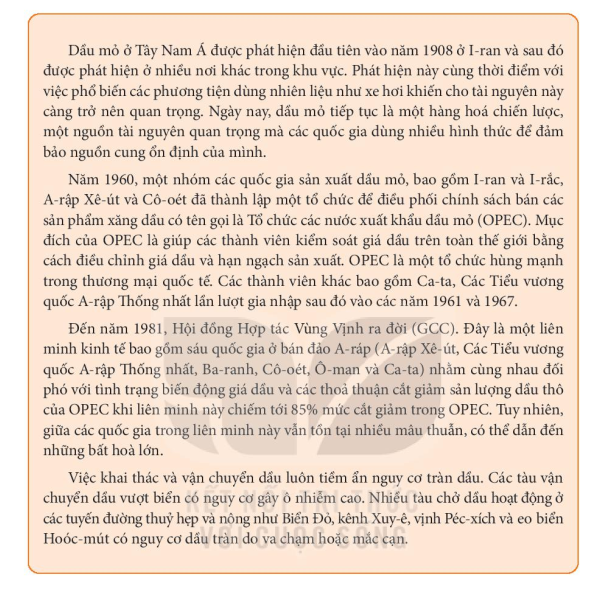 Dầu mỏ ở Tây Nam Á được phát hiện đầu tiên vào năm 1908 ở I-ran và sau đó
được phát hiện ở nhiều nơi khác trong khu vực. Phát hiện này cùng thời điểm với
việc phổ biến các phương tiện dùng nhiên liệu như xe hơi khiến cho tài nguyên này
càng trở nên quan trọng. Ngày nay, dầu mỏ tiếp tục là một hàng hoá chiến lược,
một nguồn tài nguyên quan trọng mà các quốc gia dùng nhiều hình thức để đảm
bảo nguồn cung ổn định của mình.
Năm 1960, một nhóm các quốc gia sản xuất dầu mỏ, bao gồm I-ran và I-rắc,
A-rập Xê-út và Cô-oét đã thành lập một tổ chức để điều phối chính sách bán các
sản phẩm xăng dầu có tên gọi là Tổ chức các nước xuất khẩu dầu mỏ (OPEC). Mục
đích của OPEC là giúp các thành viên kiểm soát giá dầu trên toàn thế giới bằng
cách điều chỉnh giá dầu và hạn ngạch sản xuất. OPEC là một tổ chức hùng mạnh
trong thương mại quốc tế. Các thành viên khác bao gồm Ca-ta, Các Tiểu vương
quốc A-rập Thống nhất lần lượt gia nhập sau đó vào các năm 1961 và 1967.
Đến năm 1981, Hội đồng Hợp tác Vùng Vịnh ra đời (GCC). Đây là một liên
minh kinh tế bao gồm sáu quốc gia ở bán đảo A-ráp (A-rập Xê-út, Các Tiểu vương
quốc A-rập Thống nhất, Ba-ranh, Cô-oét, Ô-man và Ca-ta) nhằm cùng nhau đối
phó với tình trạng biến động giá dầu và các thoả thuận cắt giảm sản lượng dầu thô
của OPEC khi liên minh này chiếm tới 85% mức cắt giảm trong OPEC. Tuy nhiên,
giữa các quốc gia trong liên minh này vẫn tồn tại nhiều mâu thuẫn, có thể dẫn đến
những bất hoà lớn.
Việc khai thác và vận chuyển dầu luôn tiềm ẩn nguy cơ tràn dầu. Các tàu vận
chuyển dầu vượt biển có nguy cơ gây ô nhiễm cao. Nhiều tàu chở dầu hoạt động ở
KẾT NỐI TRI THỨC
các tuyến đường thuỷ hẹp và nông như Biển Đỏ, kênh Xuy-ê, vịnh Péc-xích và eo biển
Hoóc-mút có nguy cơ dầu tràn do va chạm hoặc mắc cạn.
VỚI CUỘC SỐNG